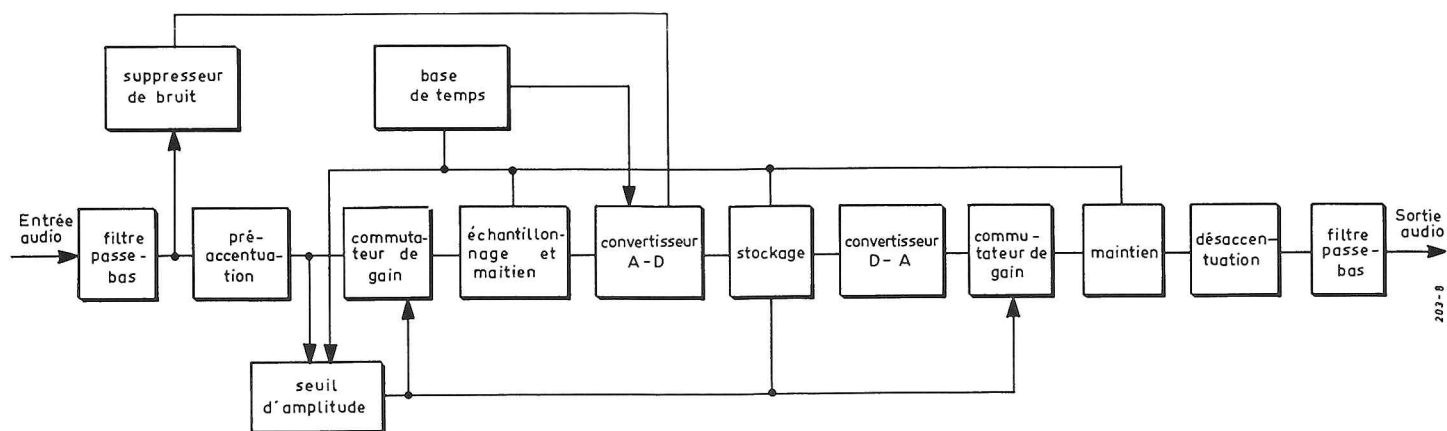 suppresseur
de bruit
base
de temps
Entrée
audio
filtre
passe-
bas
pré-
accentua-
tion
commuta-
teur de
gain
échantillon-
nage et
maitien
convertisseur
A-D
stockage
convertisseur
D-A
commu-
tateur de
gain
maintien
désaccen-
tuation
filtre
passe-
bas
Sortie
audio
seuil
d'amplitude
203-8